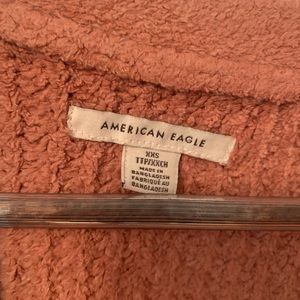 AMERICAN EAGLE
XXS
TTP/XXCH
MADE IN
BANGLADESH
FABRIQUÉ AU
BANGLADESH